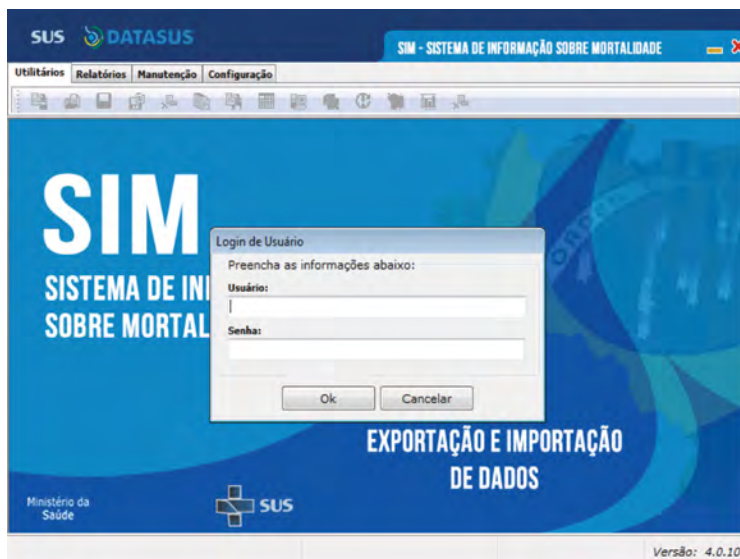 SUS DATASUS
SIM - SISTEMA DE INFORMAÇÃO SOBRE MORTALIDADE
Utilitários Relatórios Manutenção Configuração
SIM
SISTEMA DE IN
SOBRE MORTAL
ORDEM
Login de Usuário
Preencha as informações abaixo:
Usuário:
Senha:
Ok Cancelar
EXPORTAÇÃO E IMPORTAÇÃO
DE DADOS
Ministério da
Saúde
SUS
Versão: 4.0.10